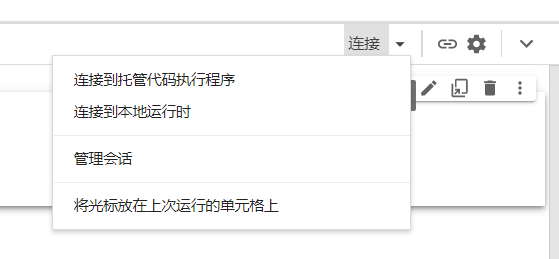 连接
连接到托管代码执行程序
连接到本地运行时
管理会话
将光标放在上次运行的单元格上